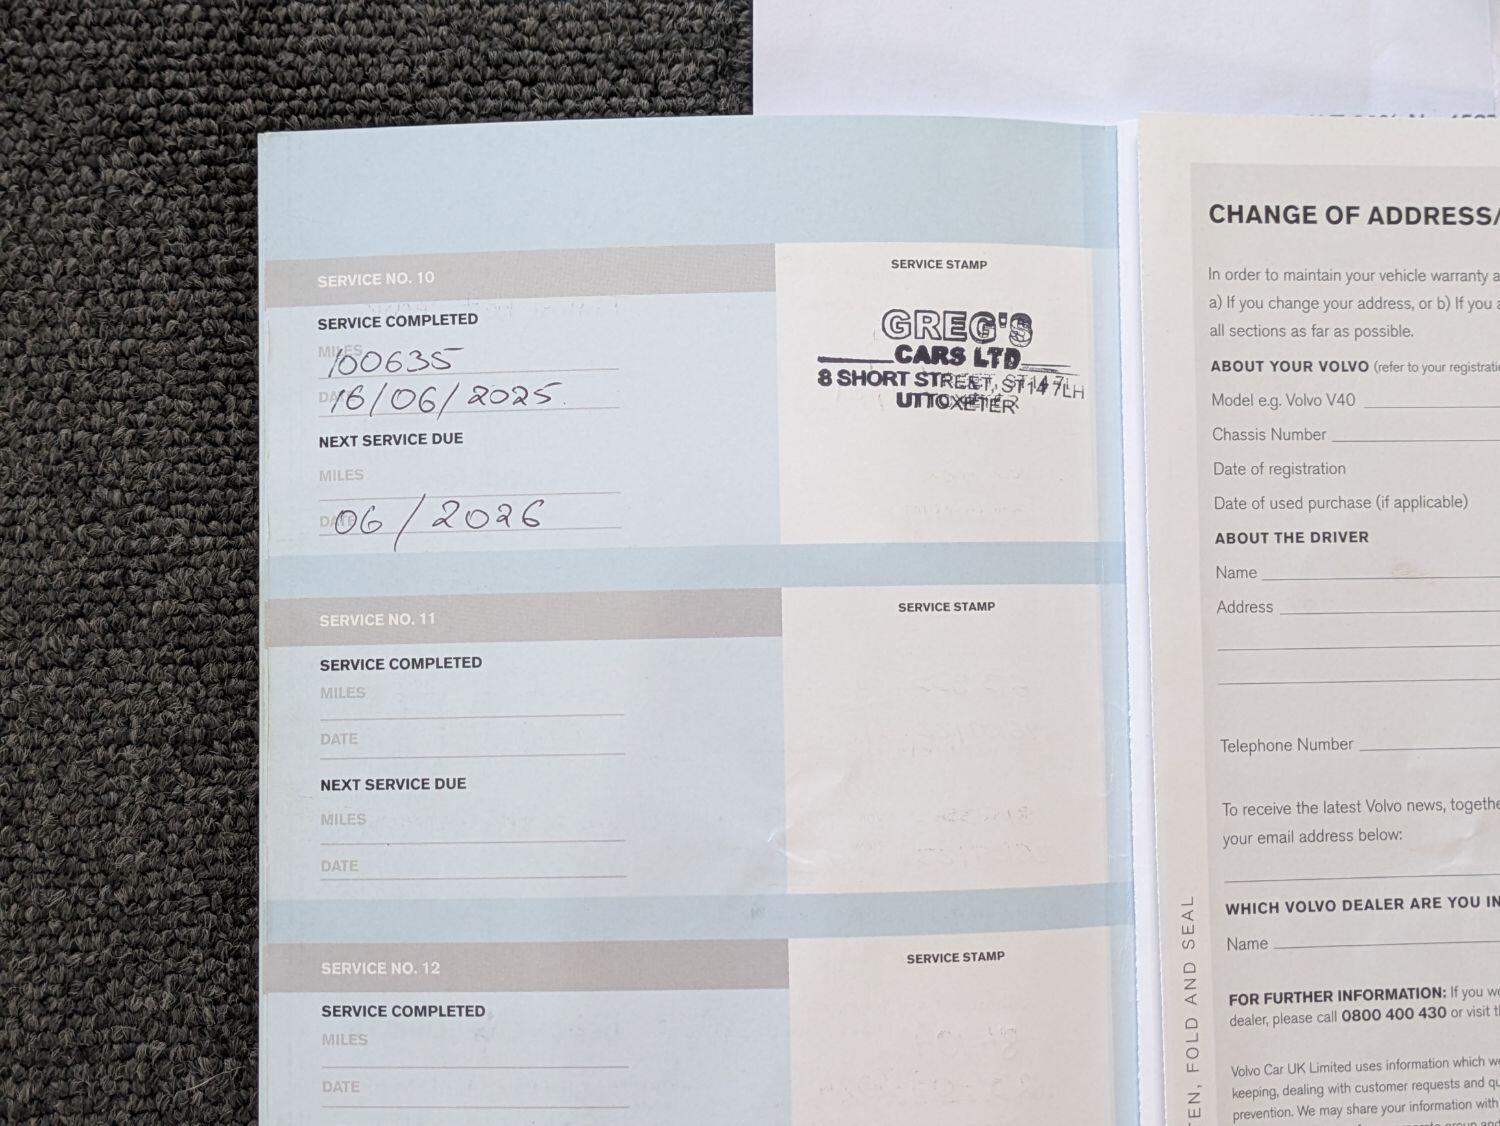 SERVICE NO. 10
SERVICE COMPLETED
MILES 100635
DATE 16/06/2025.
NEXT SERVICE DUE
MILES
DATE 06/2026
SERVICE STAMP
GREG'S
CARS LTD
8 SHORT STREET, ST14 7LH
UTTOXETER
SERVICE NO. 11
SERVICE COMPLETED
MILES
DATE
NEXT SERVICE DUE
MILES
DATE
SERVICE STAMP
SERVICE NO. 12
SERVICE COMPLETED
MILES
DATE
SERVICE STAMP
CHANGE OF ADDRESS/
In order to maintain your vehicle warranty a
a) If you change your address, or b) If you a
all sections as far as possible.
ABOUT YOUR VOLVO (refer to your registrati
Model e.g. Volvo V40
Chassis Number
Date of registration
Date of used purchase (if applicable)
ABOUT THE DRIVER
Name
Address
Telephone Number
To receive the latest Volvo news, togethe
your email address below:
WHICH VOLVO DEALER ARE YOU IN
Name
FOR FURTHER INFORMATION: If you wo
dealer, please call 0800 400 430 or visit t
Volvo Car UK Limited uses information which we
keeping, dealing with customer requests and qu
prevention. We may share your information with
TEN, FOLD AND SEAL